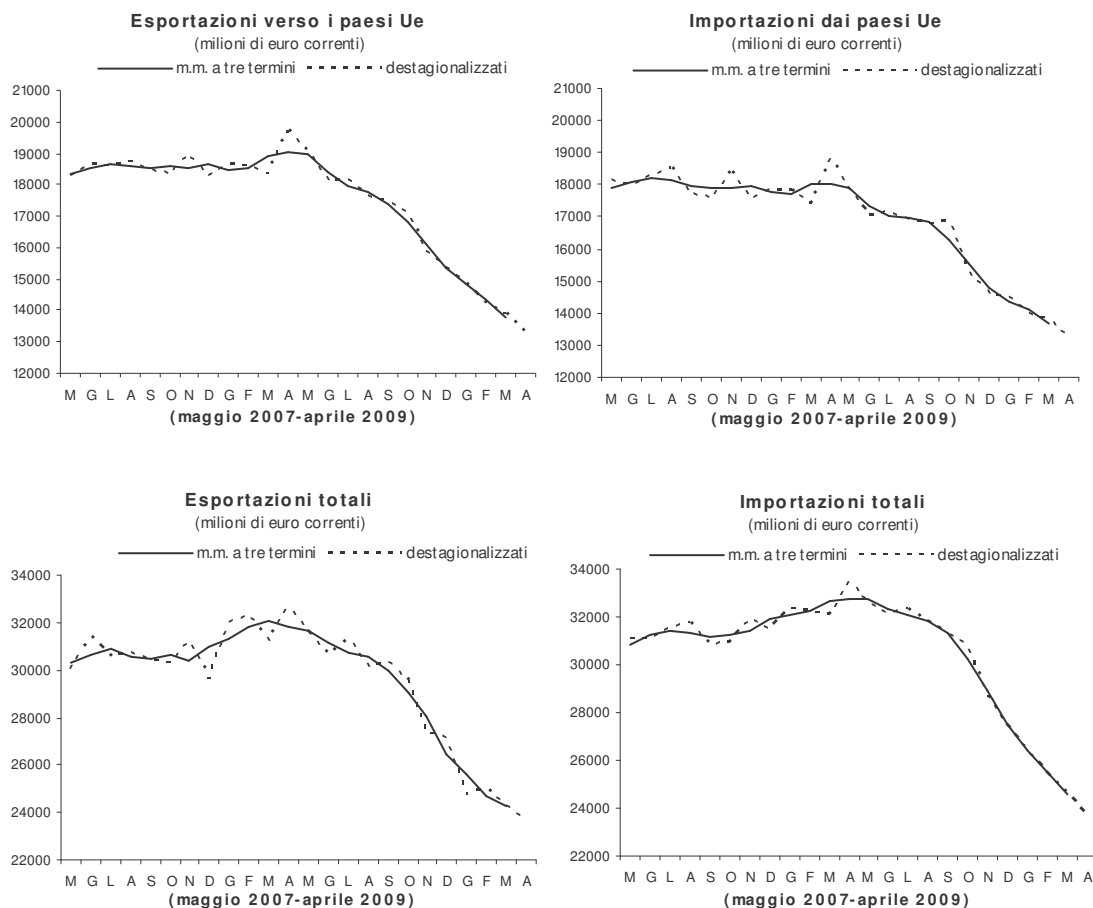 Esportazioni verso i paesi Ue
(milioni di euro correnti)
m.m. a tre termini destagionalizzati
21000
20000
19000
18000
17000
16000
15000
14000
13000
12000
M G L A S O N D G F M A M G L A S O N D G F M A
(maggio 2007-aprile 2009)
Importazioni dai paesi Ue
(milioni di euro correnti)
m.m. a tre termini destagionalizzati
21000
20000
19000
18000
17000
16000
15000
14000
13000
12000
M G L A S O N D G F M A M G L A S O N D G F M A
(maggio 2007-aprile 2009)
Esportazioni totali
(milioni di euro correnti)
m.m. a tre termini destagionalizzati
34000
32000
30000
28000
26000
24000
22000
M G L A S O N D G F M A M G L A S O N D G F M A
(maggio 2007-aprile 2009)
Importazioni totali
(milioni di euro correnti)
m.m. a tre termini destagionalizzati
34000
32000
30000
28000
26000
24000
22000
M G L A S O N D G F M A M G L A S O N D G F M A
(maggio 2007-aprile 2009)